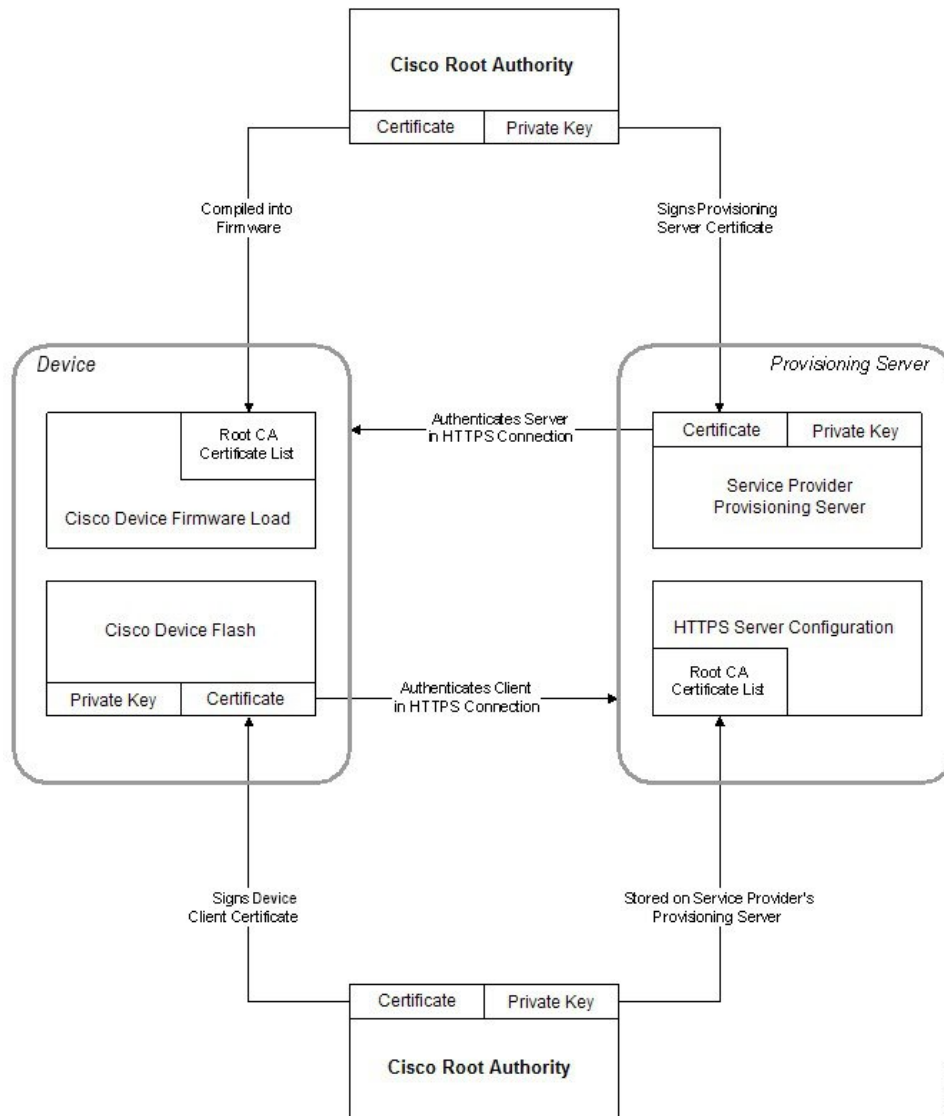 Cisco Root Authority
Certificate
Private Key
Compiled into
Firmware
Signs Provisioning
Server Certificate
Device
Provisioning Server
Root CA
Certificate List
Cisco Device Firmware Load
Authenticates Server
in HTTPS Connection
Certificate
Private Key
Service Provider
Provisioning Server
Cisco Device Flash
Private Key
Certificate
Authenticates Client
in HTTPS Connection
HTTPS Server Configuration
Root CA
Certificate List
Signs Device
Client Certificate
Stored on Service Provider's
Provisioning Server
Certificate
Private Key
Cisco Root Authority